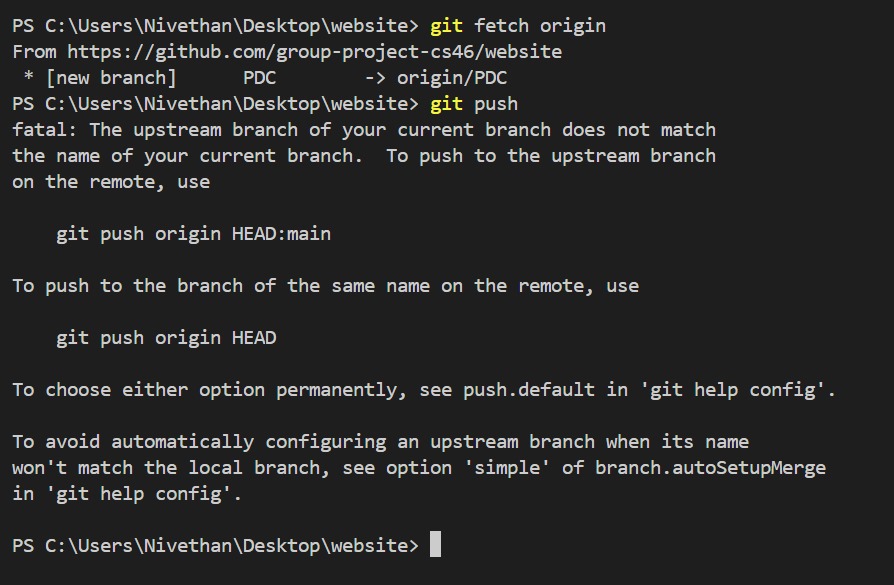 PS C:\Users\Nivethan\Desktop\website> git fetch origin
From https://github.com/group-project-cs46/website
 * [new branch]      PDC        -> origin/PDC
PS C:\Users\Nivethan\Desktop\website> git push
fatal: The upstream branch of your current branch does not match
the name of your current branch.  To push to the upstream branch
on the remote, use

    git push origin HEAD:main

To push to the branch of the same name on the remote, use

    git push origin HEAD

To choose either option permanently, see push.default in 'git help config'.

To avoid automatically configuring an upstream branch when its name
won't match the local branch, see option 'simple' of branch.autoSetupMerge
in 'git help config'.

PS C:\Users\Nivethan\Desktop\website>